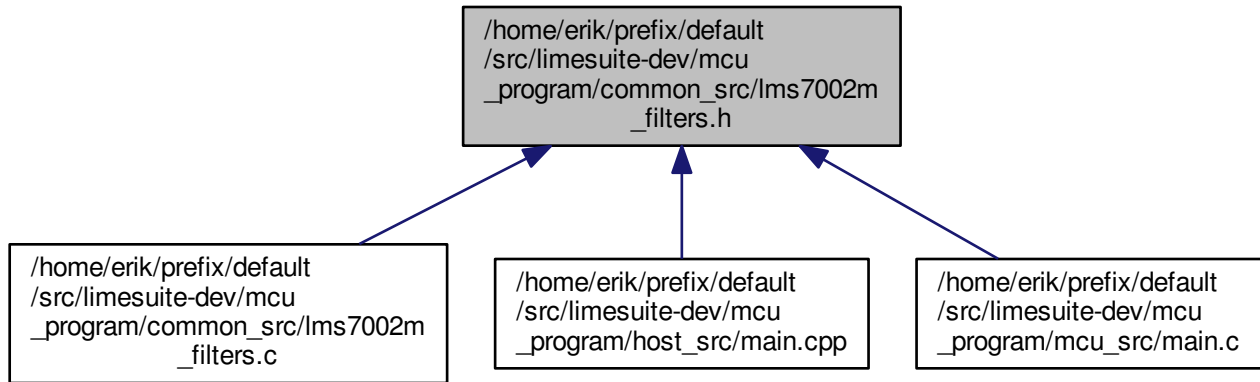 /home/erik/prefix/default
/src/limesuite-dev/mcu
_program/common_src/lms7002m
_filters.h
/home/erik/prefix/default
/src/limesuite-dev/mcu
_program/common_src/lms7002m
_filters.c
/home/erik/prefix/default
/src/limesuite-dev/mcu
_program/host_src/main.cpp
/home/erik/prefix/default
/src/limesuite-dev/mcu
_program/mcu_src/main.c